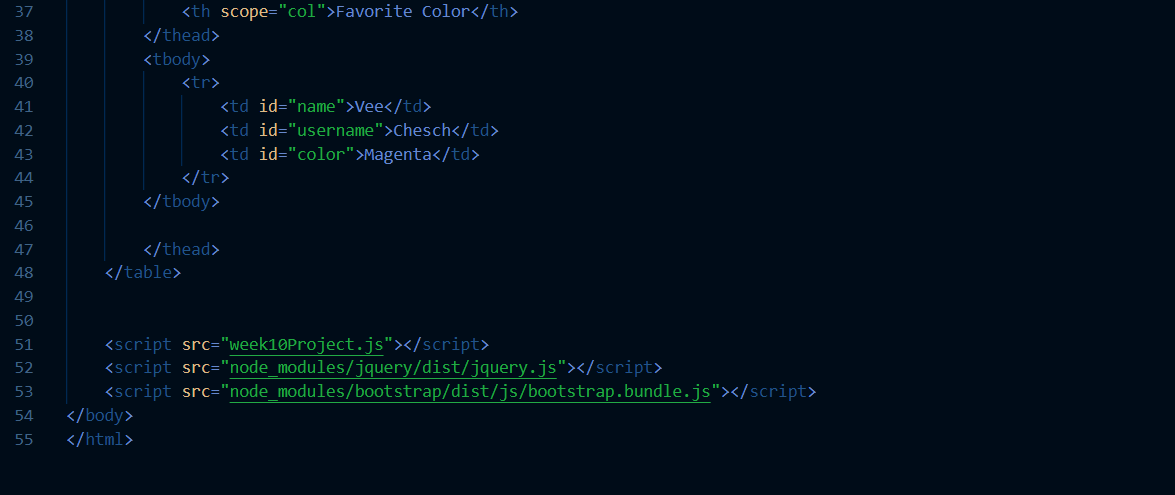 37 <th scope="col">Favorite Color</th>
38 </thead>
39 <tbody>
40 <tr>
41 <td id="name">Vee</td>
42 <td id="username">Chesch</td>
43 <td id="color">Magenta</td>
44 </tr>
45 </tbody>
46
47 </thead>
48 </table>
49
50
51 <script src="week10Project.js"></script>
52 <script src="node_modules/jquery/dist/jquery.js"></script>
53 <script src="node_modules/bootstrap/dist/js/bootstrap.bundle.js"></script>
54 </body>
55 </html>